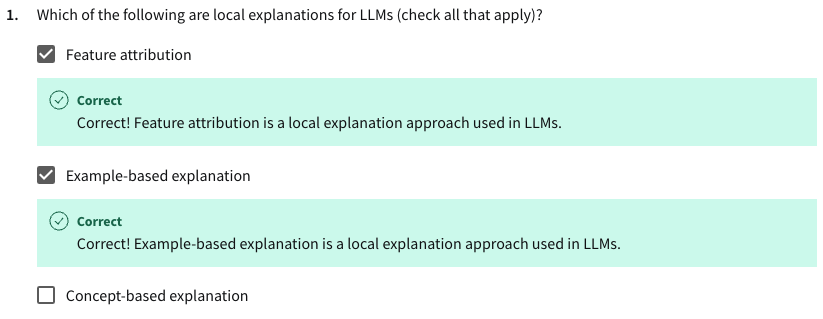 1. Which of the following are local explanations for LLMs (check all that apply)?
Feature attribution
Correct
Correct! Feature attribution is a local explanation approach used in LLMs.
Example-based explanation
Correct
Correct! Example-based explanation is a local explanation approach used in LLMs.
Concept-based explanation